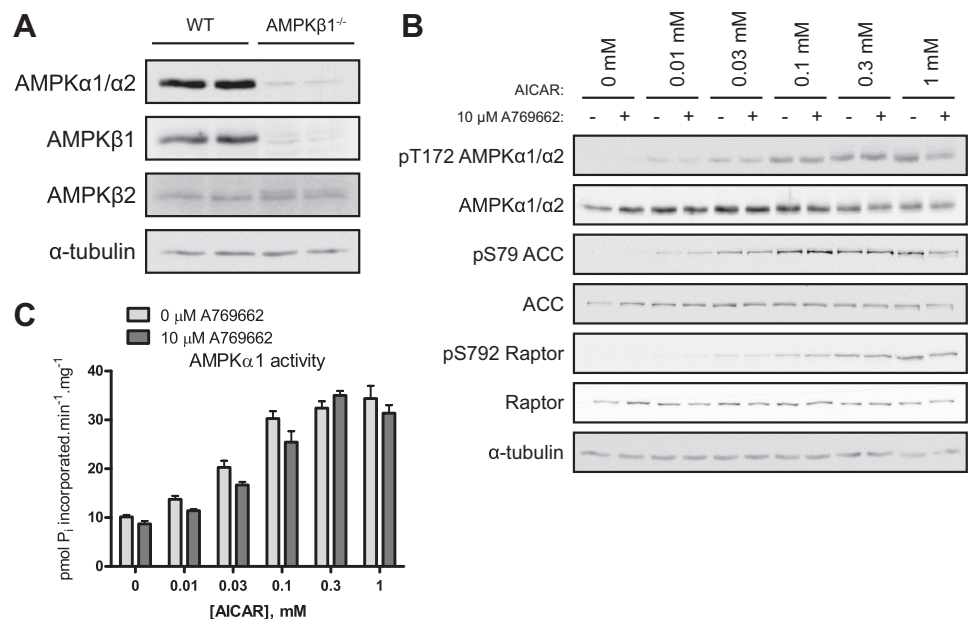 A
WT AMPKβ1-/-
AMPKα1/α2
AMPKβ1
AMPKβ2
α-tubulin
B
0 mM 0.01 mM 0.03 mM 0.1 mM 0.3 mM 1 mM
AICAR:
10 µM A769662: - + - + - + - + - + - +
pT172 AMPKα1/α2
AMPKα1/α2
pS79 ACC
ACC
pS792 Raptor
Raptor
α-tubulin
C
0 µM A769662
10 µM A769662
AMPKα1 activity
pmol Pi incorporated.min-1.mg-1
40
30
20
10
0
0 0.01 0.03 0.1 0.3 1
[AICAR], mM